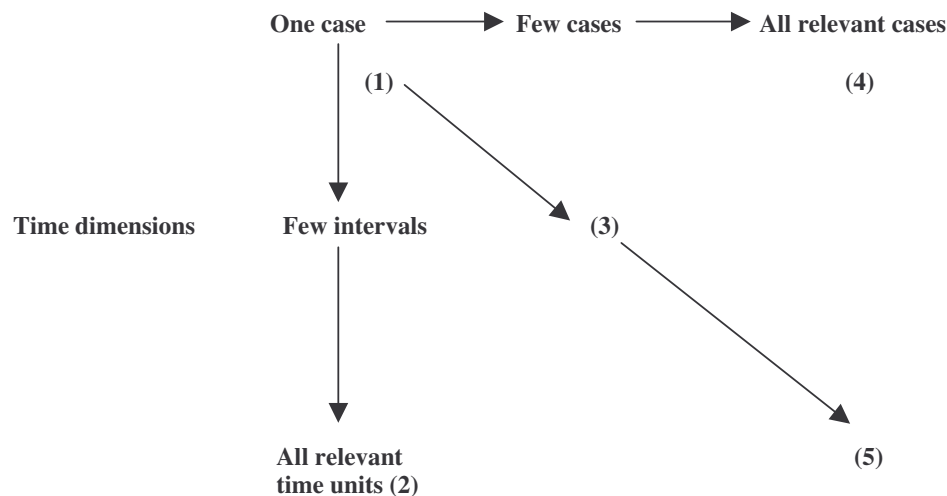 One case Few cases All relevant cases
(1) (4)
Time dimensions Few intervals (3)
All relevant (5)
time units (2)